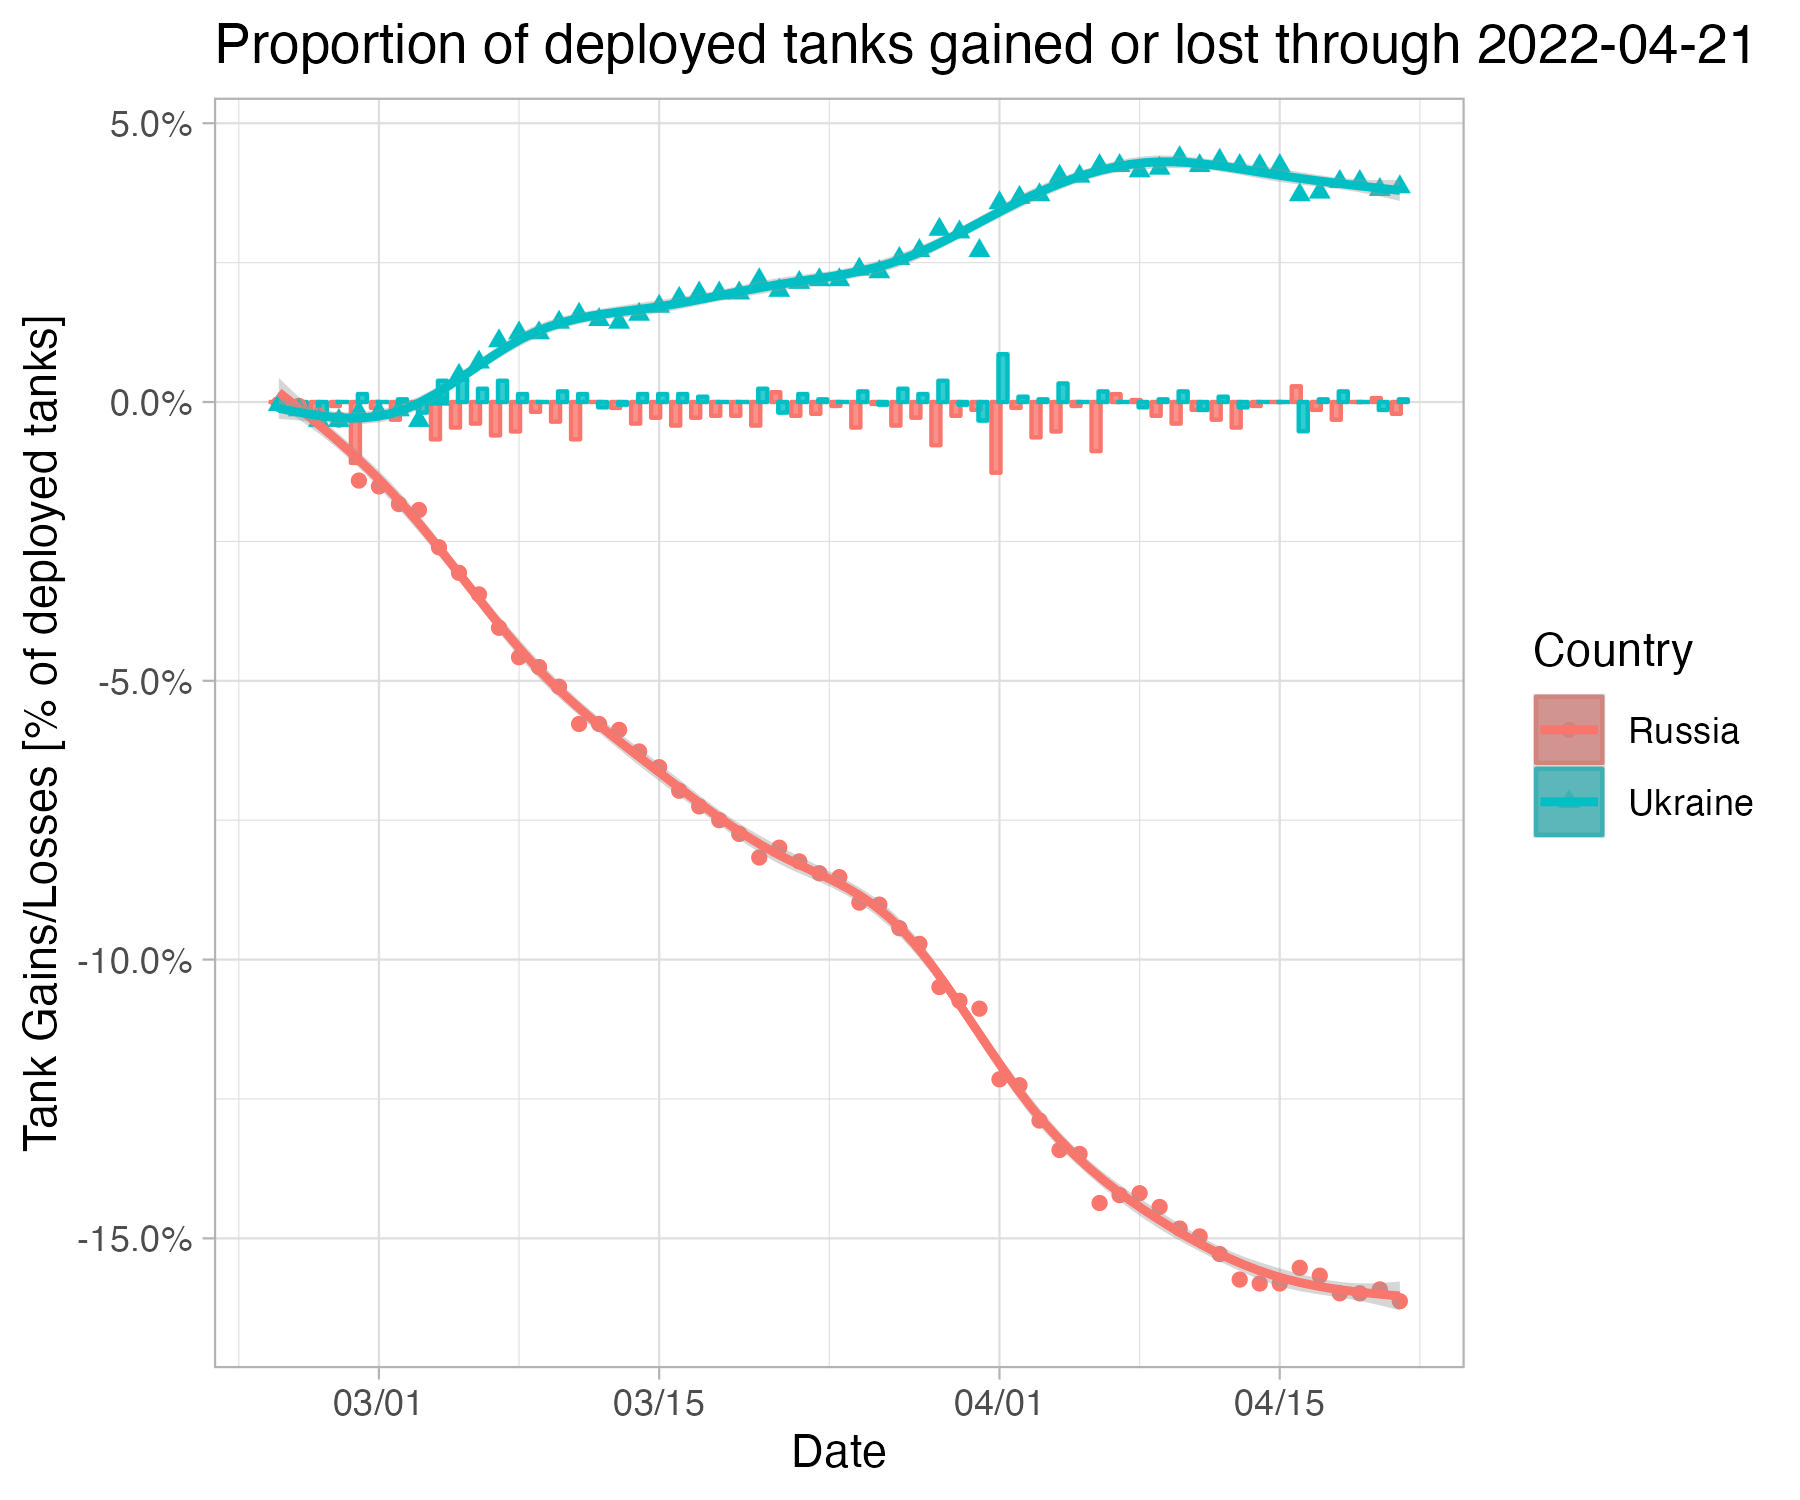 Proportion of deployed tanks gained or lost through 2022-04-21
Tank Gains/Losses [% of deployed tanks]
5.0%
0.0%
-5.0%
-10.0%
-15.0%
03/01
03/15
04/01
04/15
Date
Country
Russia
Ukraine